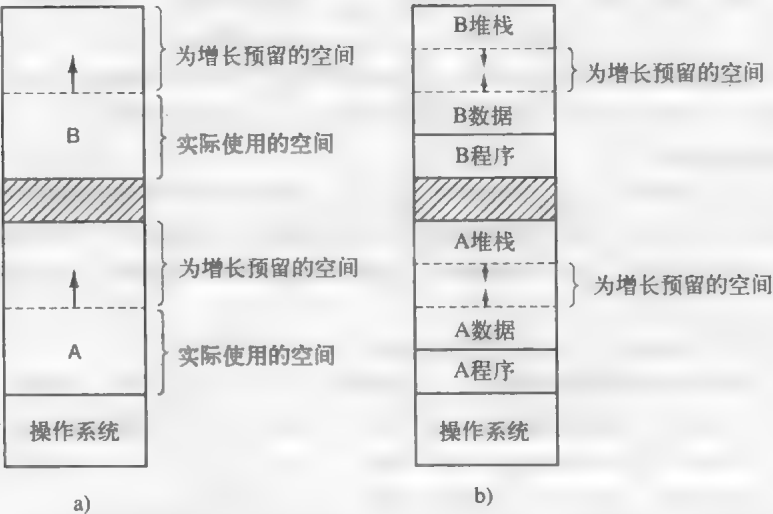 为增长预留的空间
B
实际使用的空间
为增长预留的空间
A
实际使用的空间
操作系统
a)
B堆栈
为增长预留的空间
B数据
B程序
A堆栈
为增长预留的空间
A数据
A程序
操作系统
b)